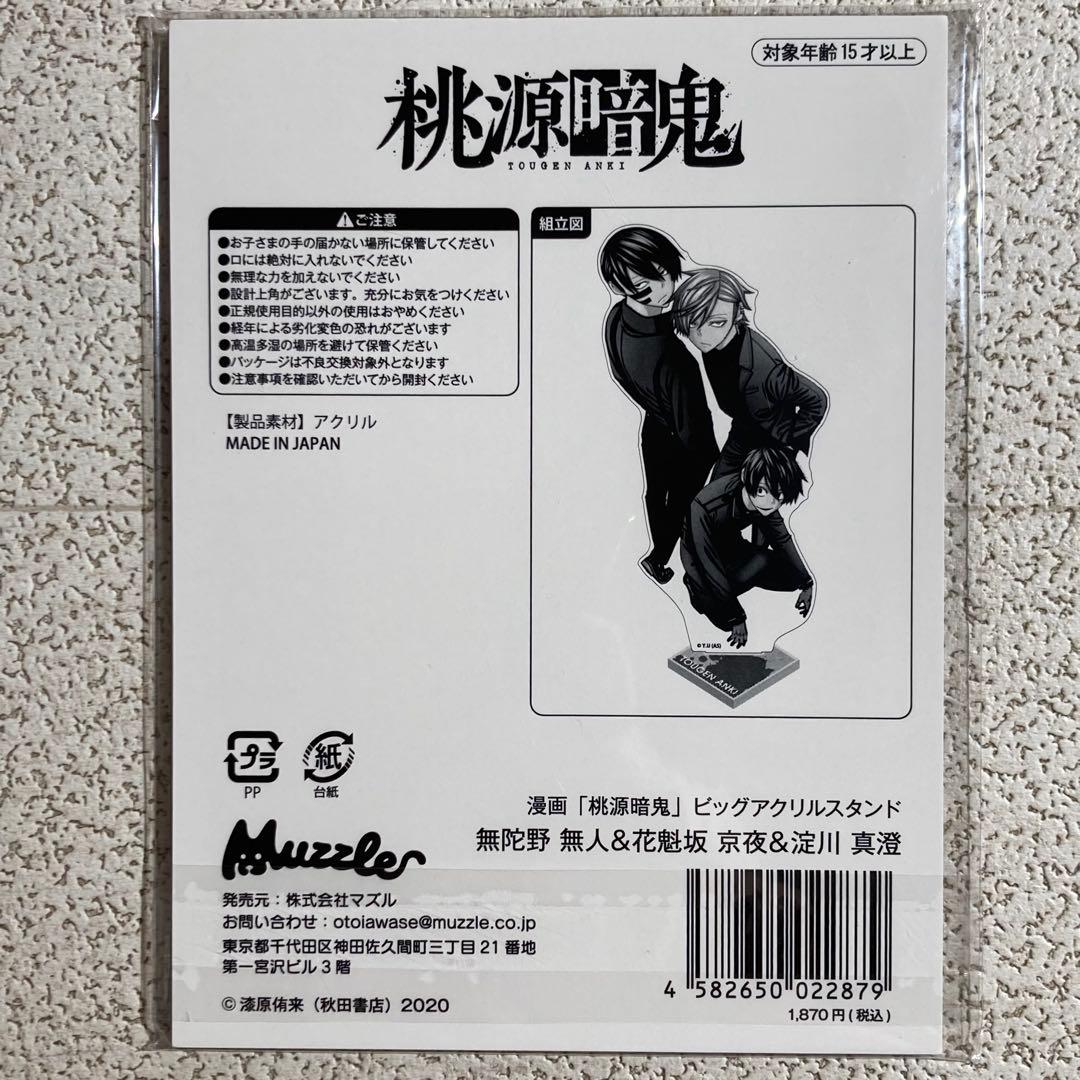 対象年齢15才以上
桃源暗鬼
TOUGEN ANKI
ご注意
●お子さまの手の届かない場所に保管してください
●口には絶対に入れないでください
●無理な力を加えないでください
●設計上角がございます。充分にお気をつけください
●正規使用目的以外の使用はおやめください
●経年による劣化変色の恐れがございます
●高温多湿の場所を避けて保管ください
●パッケージは不良交換対象外となります
●注意事項を確認いただいてから開封ください
【製品素材】アクリル
MADE IN JAPAN
組立図
© Y.U (AS)
TOUGEN ANKI
プラ
PP
紙
台紙
漫画「桃源暗鬼」ビッグアクリルスタンド
無陀野 無人&花魁坂 京夜&淀川 真澄
Muzzle
発売元：株式会社マズル
お問い合わせ：otoiawase@muzzle.co.jp
東京都千代田区神田佐久間町三丁目21番地
第一宮沢ビル3階
© 漆原侑来（秋田書店）2020
4 582650 022879
1,870円(税込)